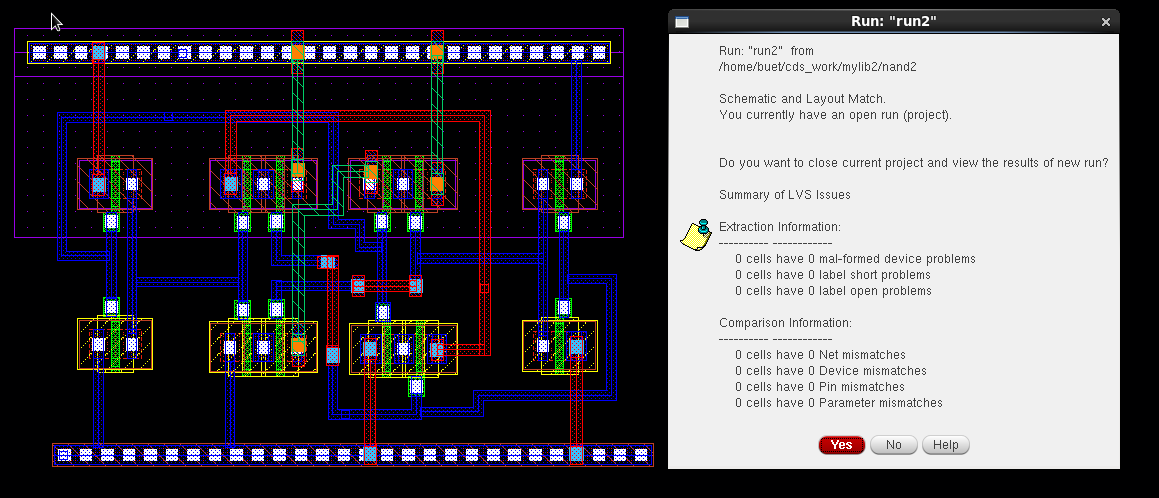 Run: "run2"
Run: "run2" from
/home/buet/cds_work/mylib2/nand2
Schematic and Layout Match.
You currently have an open run (project).
Do you want to close current project and view the results of new run?
Summary of LVS Issues
Extraction Information:
---------- ------------
0 cells have 0 mal-formed device problems
0 cells have 0 label short problems
0 cells have 0 label open problems
Comparison Information:
---------- ------------
0 cells have 0 Net mismatches
0 cells have 0 Device mismatches
0 cells have 0 Pin mismatches
0 cells have 0 Parameter mismatches
Yes No Help